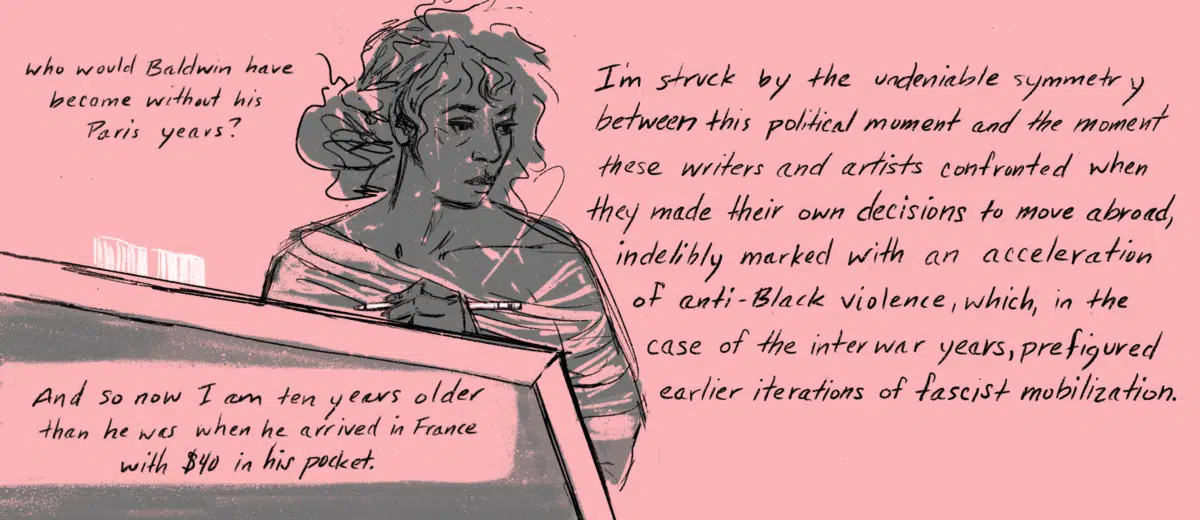 who would Baldwin have
become without his
Paris years?
And so now I am ten years older
than he was when he arrived in France
with $40 in his pocket.
I'm struck by the undeniable symmetry
between this political moment and the moment
these writers and artists confronted when
they made their own decisions to move abroad,
indelibly marked with an acceleration
of anti-Black violence, which, in the
case of the interwar years, prefigured
earlier iterations of fascist mobilization.